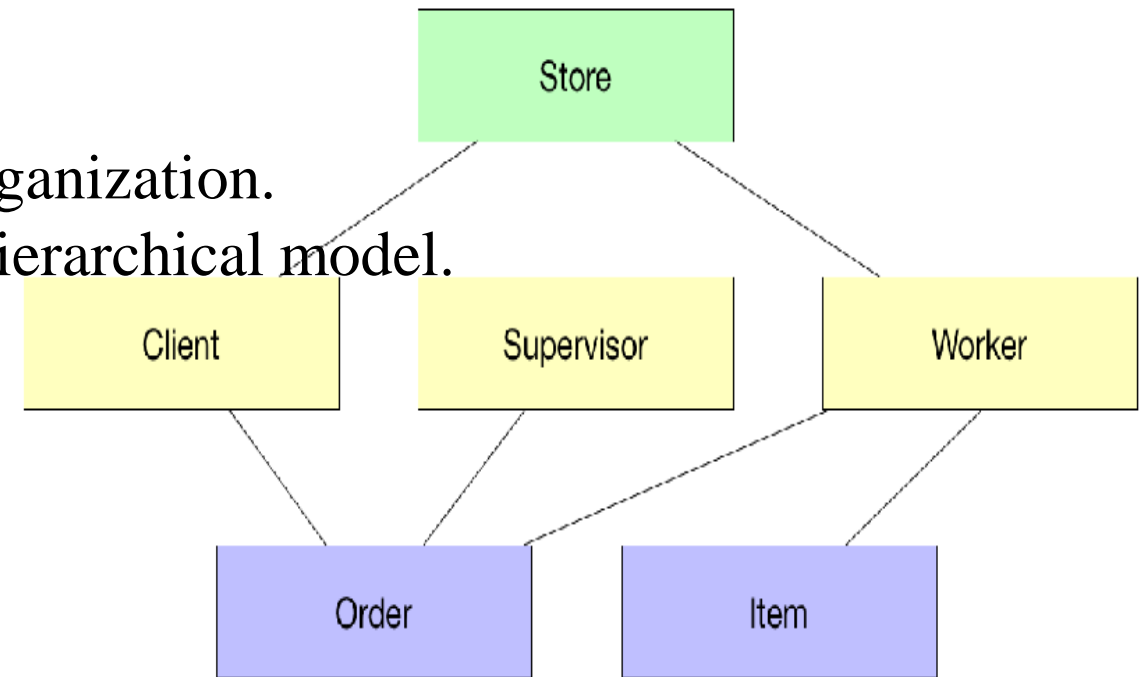 Store
ganization.
ierarchical model.
Client Supervisor Worker
Order Item